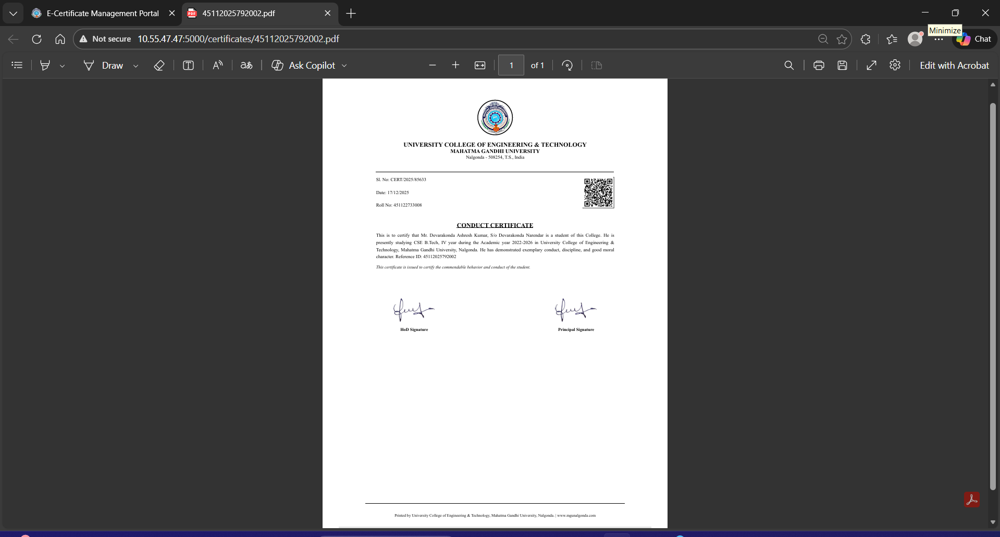 E-Certificate Management Portal
45112025792002.pdf
Not secure 10.55.47.47:5000/certificates/45112025792002.pdf
Minimize
Chat
Draw
Ask Copilot
1 of 1
Edit with Acrobat
UNIVERSITY COLLEGE OF ENGINEERING & TECHNOLOGY
MAHATMA GANDHI UNIVERSITY
Nalgonda - 508254, T.S., India
Sl. No: CERT/2025/85633
Date: 17/12/2025
Roll No: 451122733008
CONDUCT CERTIFICATE
This is to certify that Mr. Devarakonda Ashresh Kumar, S/o Devarakonda Narendar is a student of this College. He is
presently studying CSE B.Tech, IV year during the Academic year 2022-2026 in University College of Engineering &
Technology, Mahatma Gandhi University, Nalgonda. He has demonstrated exemplary conduct, discipline, and good moral
character. Reference ID: 45112025792002
This certificate is issued to certify the commendable behavior and conduct of the student.
HoD Signature
Principal Signature
Printed by University College of Engineering & Technology, Mahatma Gandhi University, Nalgonda. | www.mgunalgonda.com